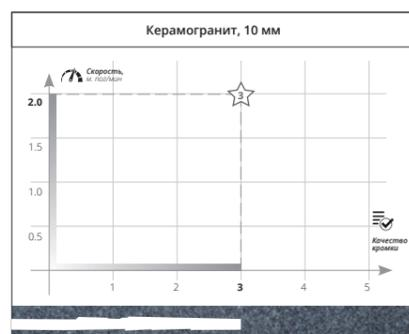 Керамогранит, 10 мм
Скорость,
м. пог/мин
2.0
3
1.5
1.0
0.5
Качество
кромки
1 2 3 4 5